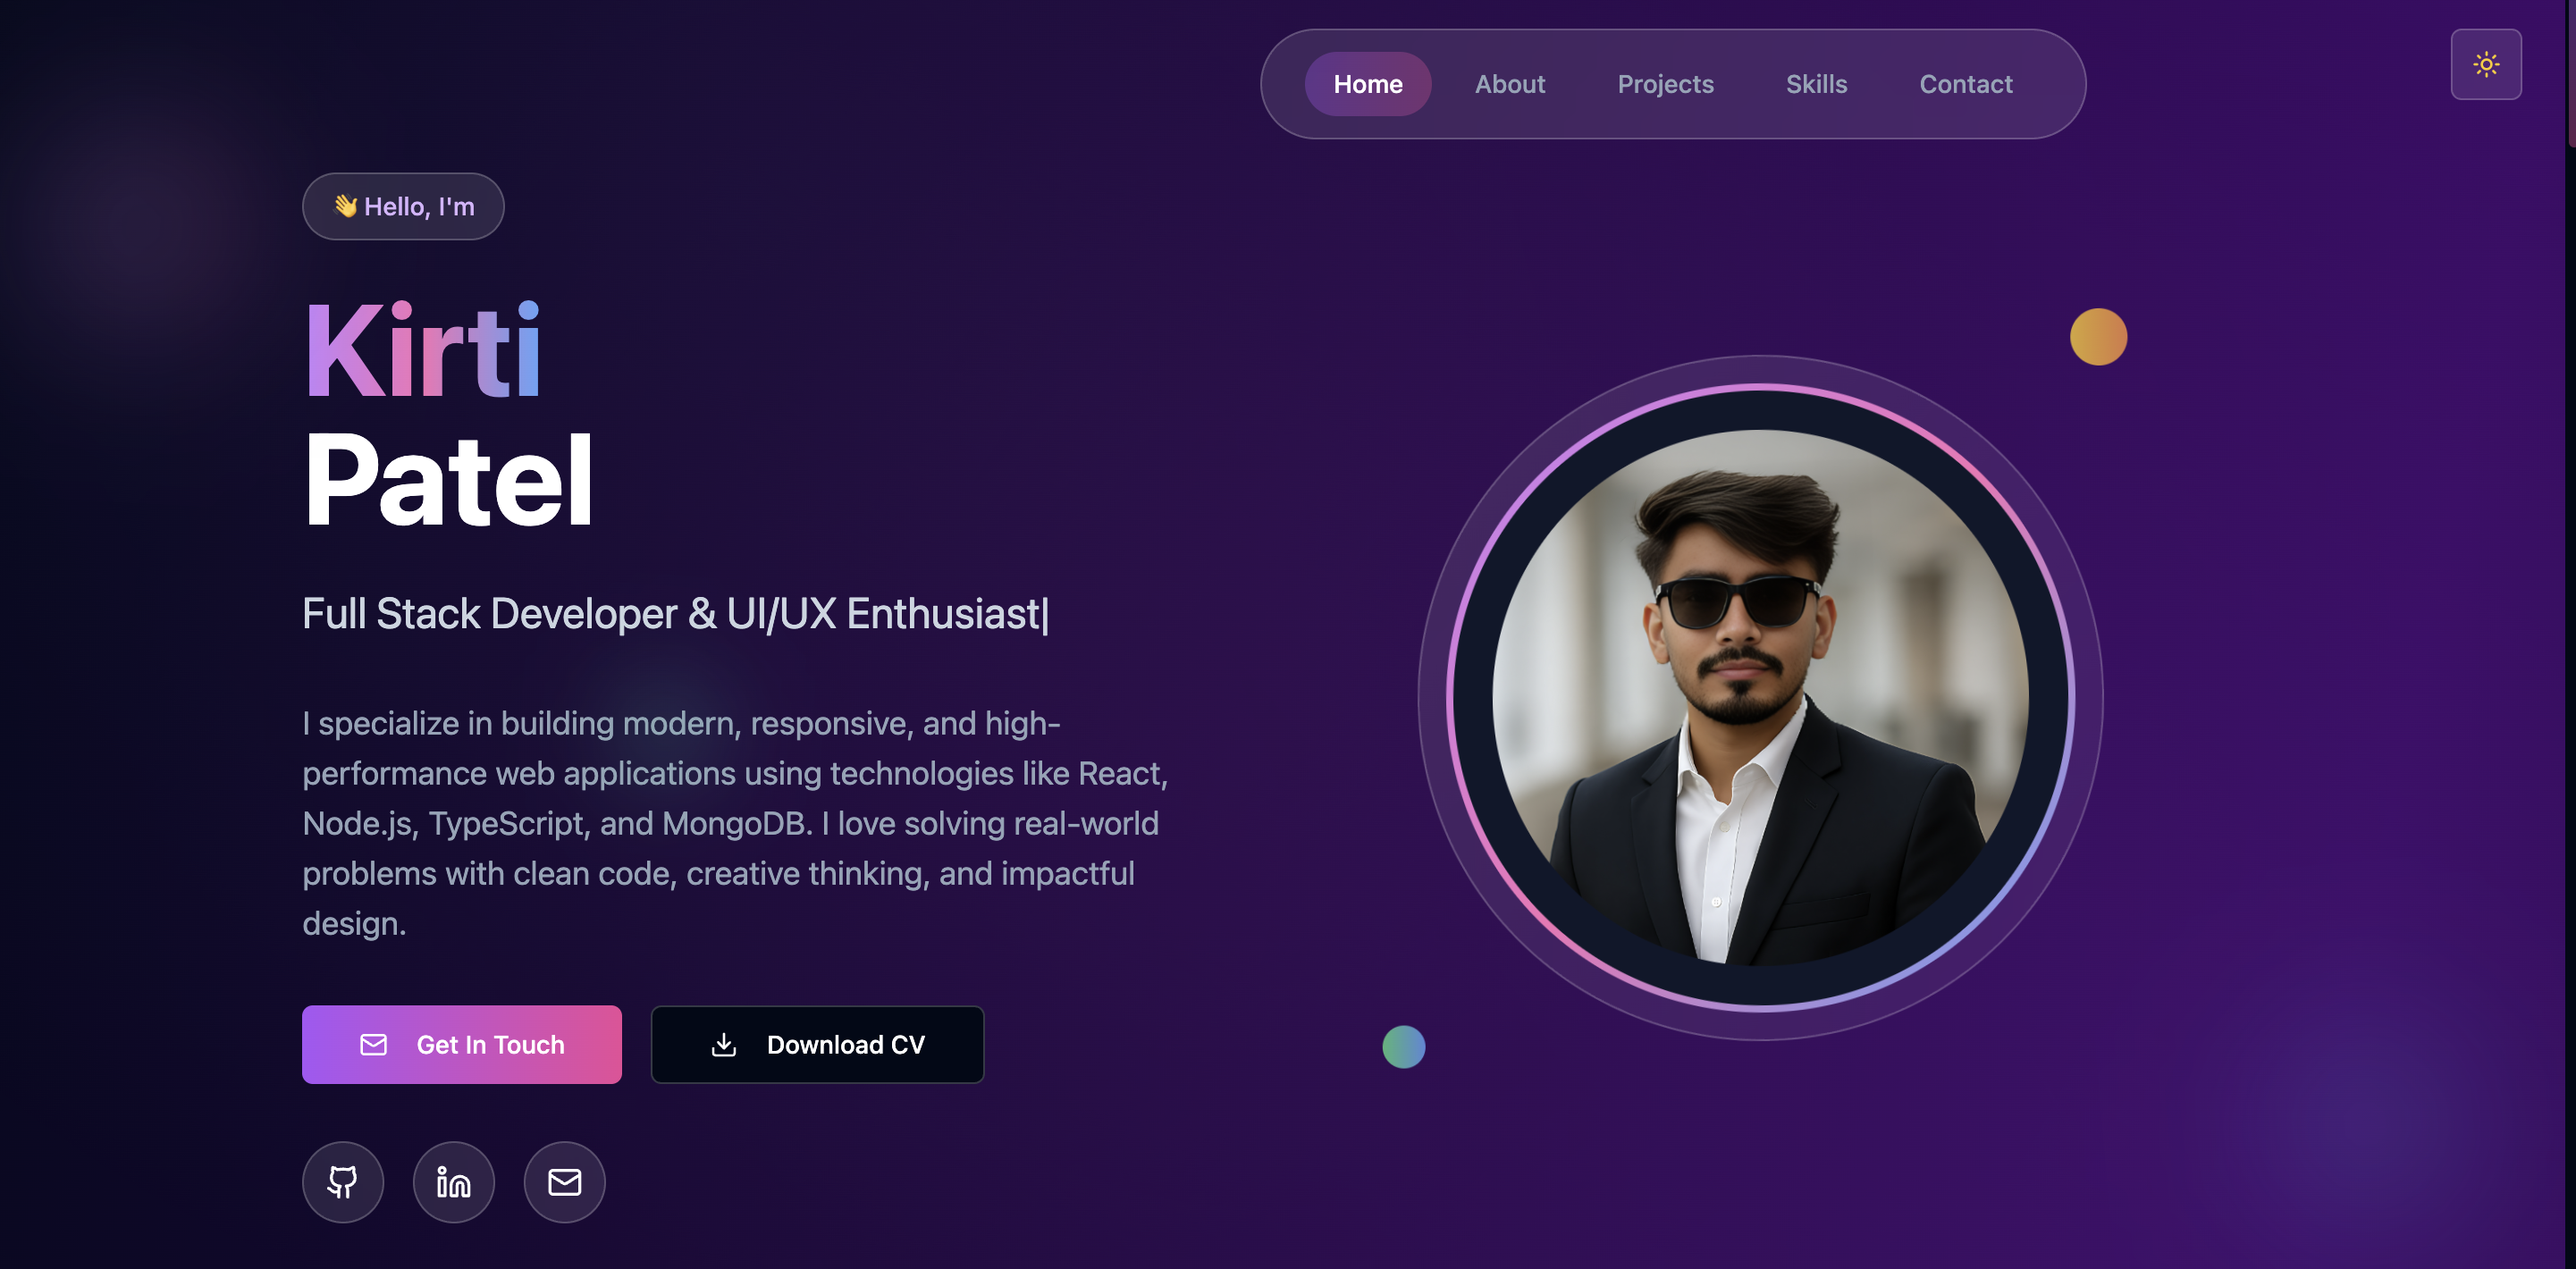 Home About Projects Skills Contact
👋 Hello, I'm
Kirti
Patel
Full Stack Developer & UI/UX Enthusiast|
I specialize in building modern, responsive, and high-
performance web applications using technologies like React,
Node.js, TypeScript, and MongoDB. I love solving real-world
problems with clean code, creative thinking, and impactful
design.
Get In Touch Download CV